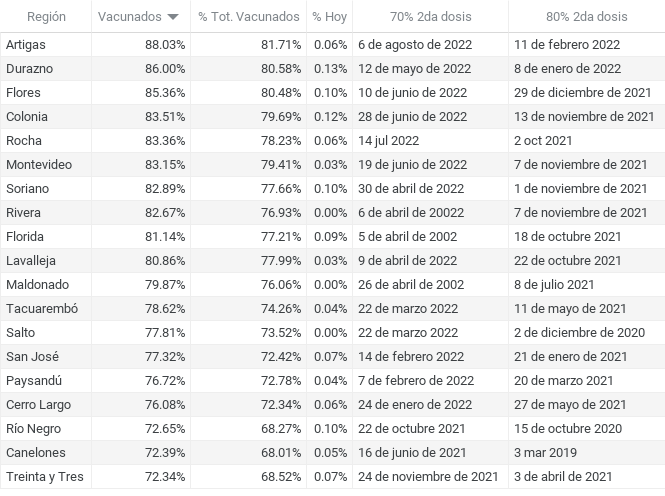 Región Vacunados % Tot. Vacunados % Hoy 70% 2da dosis 80% 2da dosis
Artigas 88.03% 81.71% 0.06% 6 de agosto de 2022 11 de febrero 2022
Durazno 86.00% 80.58% 0.13% 12 de mayo de 2022 8 de enero de 2022
Flores 85.36% 80.48% 0.10% 10 de junio de 2022 29 de diciembre de 2021
Colonia 83.51% 79.69% 0.12% 28 de junio de 2022 13 de noviembre de 2021
Rocha 83.36% 78.23% 0.06% 14 jul 2022 2 oct 2021
Montevideo 83.15% 79.41% 0.03% 19 de junio de 2022 7 de noviembre de 2021
Soriano 82.89% 77.66% 0.10% 30 de abril de 2022 1 de noviembre de 2021
Rivera 82.67% 76.93% 0.00% 6 de abril de 20022 7 de noviembre de 2021
Florida 81.14% 77.21% 0.09% 5 de abril de 2002 18 de octubre 2021
Lavalleja 80.86% 77.99% 0.03% 9 de abril de 2022 22 de octubre 2021
Maldonado 79.87% 76.06% 0.00% 26 de abril de 2002 8 de julio 2021
Tacuarembó 78.62% 74.26% 0.04% 22 de marzo 2022 11 de mayo de 2021
Salto 77.81% 73.52% 0.00% 22 de marzo 2022 2 de diciembre de 2020
San José 77.32% 72.42% 0.07% 14 de febrero 2022 21 de enero de 2021
Paysandú 76.72% 72.78% 0.04% 7 de febrero de 2022 20 de marzo 2021
Cerro Largo 76.08% 72.34% 0.06% 24 de enero de 2022 27 de mayo de 2021
Río Negro 72.65% 68.27% 0.10% 22 de octubre 2021 15 de octubre 2020
Canelones 72.39% 68.01% 0.05% 16 de junio de 2021 3 mar 2019
Treinta y Tres 72.34% 68.52% 0.07% 24 de noviembre de 2021 3 de abril de 2021